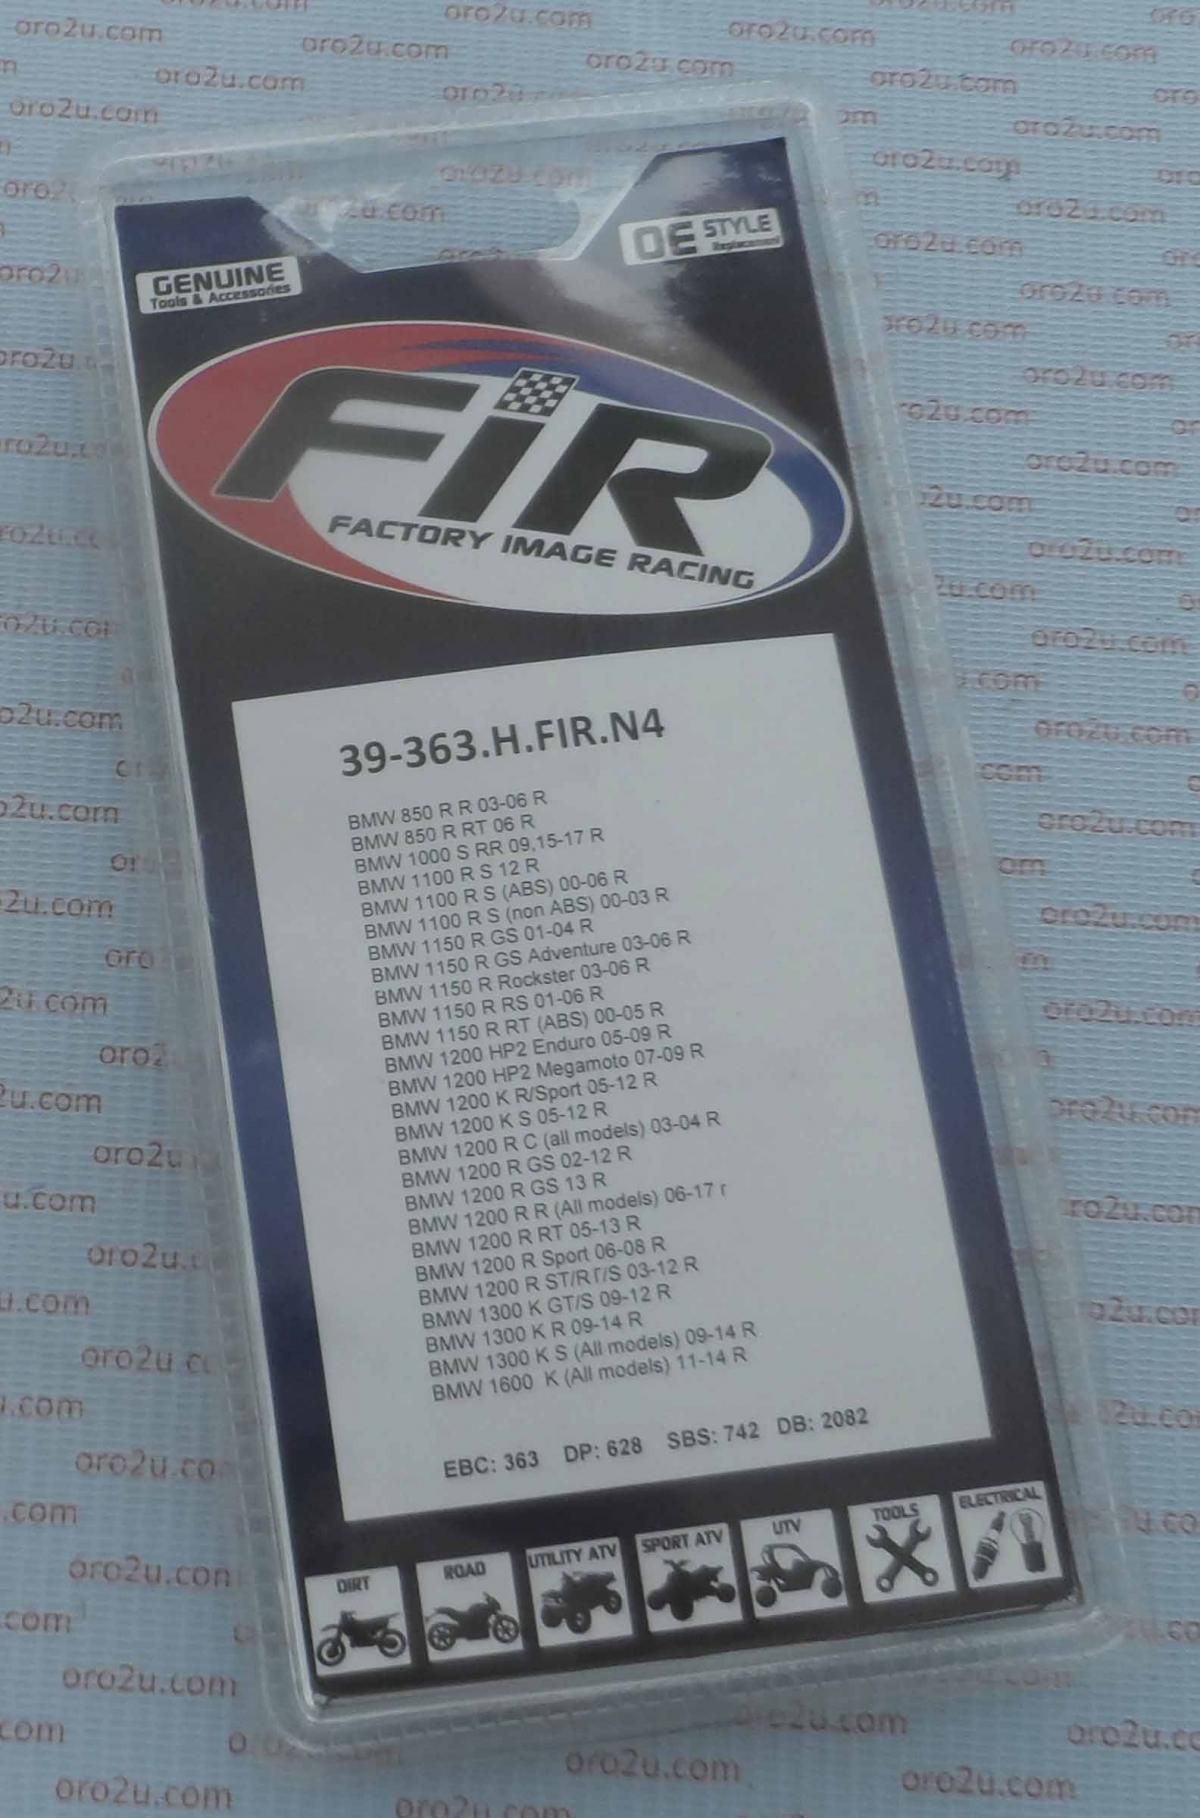 GENUINE
Tools & Accessories
OE STYLE
Replacement
FiR
FACTORY IMAGE RACING
39-363.H.FIR.N4
BMW 850 R R 03-06 R
BMW 850 R RT 06 R
BMW 1000 S RR 09,15-17 R
BMW 1100 R S 12 R
BMW 1100 R S (ABS) 00-06 R
BMW 1100 R S (non ABS) 00-03 R
BMW 1150 R GS 01-04 R
BMW 1150 R GS Adventure 03-06 R
BMW 1150 R Rockster 03-06 R
BMW 1150 R RS 01-06 R
BMW 1150 R RT (ABS) 00-05 R
BMW 1200 HP2 Enduro 05-09 R
BMW 1200 HP2 Megamoto 07-09 R
BMW 1200 K R/Sport 05-12 R
BMW 1200 K S 05-12 R
BMW 1200 R C (all models) 03-04 R
BMW 1200 R GS 02-12 R
BMW 1200 R GS 13 R
BMW 1200 R R (All models) 06-17 r
BMW 1200 R RT 05-13 R
BMW 1200 R Sport 06-08 R
BMW 1200 R ST/RT/S 03-12 R
BMW 1300 K GT/S 09-12 R
BMW 1300 K R 09-14 R
BMW 1300 K S (All models) 09-14 R
BMW 1600 K (All models) 11-14 R
EBC: 363 DP: 628 SBS: 742 DB: 2082
DIRT ROAD UTILITY ATV SPORT ATV UTV TOOLS ELECTRICAL
oro2u.com